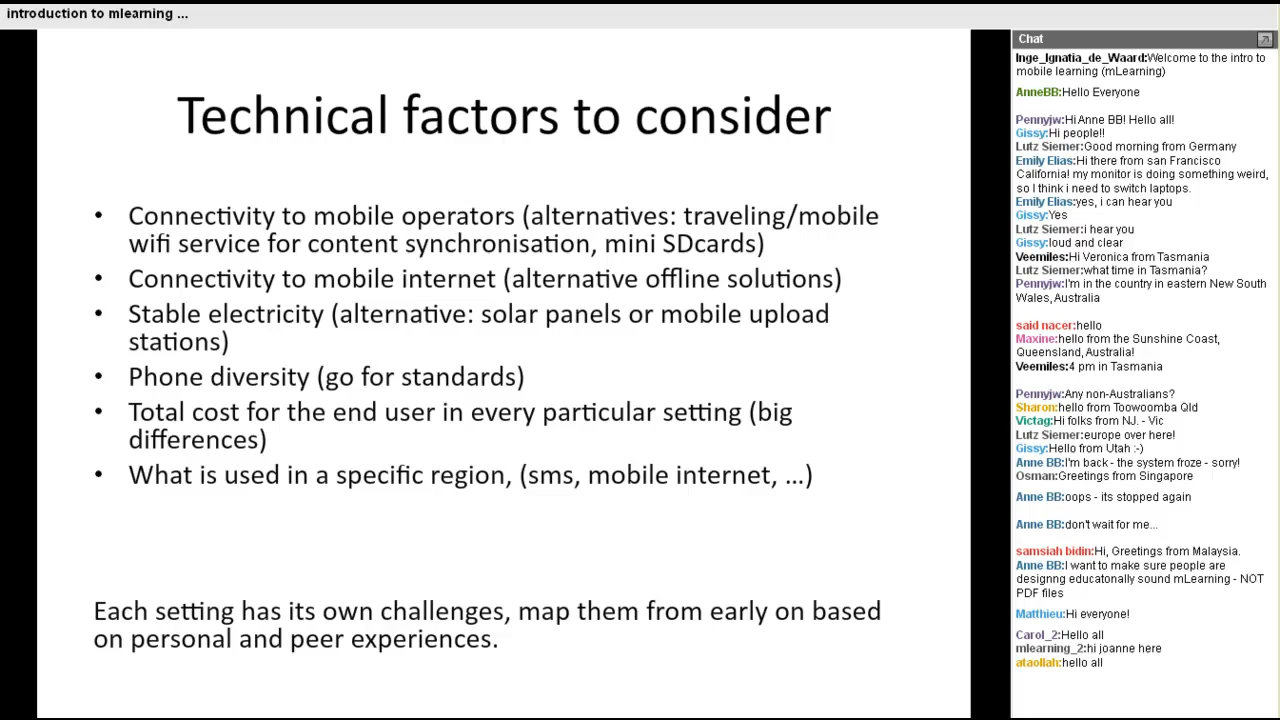 introduction to mlearning ...
Technical factors to consider
• Connectivity to mobile operators (alternatives: traveling/mobile
wifi service for content synchronisation, mini SDcards)
• Connectivity to mobile internet (alternative offline solutions)
• Stable electricity (alternative: solar panels or mobile upload
stations)
• Phone diversity (go for standards)
• Total cost for the end user in every particular setting (big
differences)
• What is used in a specific region, (sms, mobile internet, ...)
Each setting has its own challenges, map them from early on based
on personal and peer experiences.
Chat
Inge_Ignatia_de_Waard:Welcome to the intro to
mobile learning (mLearning)
AnneBB:Hello Everyone
Pennyjw:Hi Anne BB! Hello all!
Gissy:Hi people!!
Lutz Siemer:Good morning from Germany
Emily Elias:Hi there from san Francisco
California! my monitor is doing something weird,
so I think i need to switch laptops.
Emily Elias:yes, i can hear you
Gissy:Yes
Lutz Siemer:i hear you
Gissy:loud and clear
Veemiles:Hi Veronica from Tasmania
Lutz Siemer:what time in Tasmania?
Pennyjw:I'm in the country in eastern New South
Wales, Australia
said nacer:hello
Maxine:hello from the Sunshine Coast,
Queensland, Australia!
Veemiles:4 pm in Tasmania
Pennyjw:Any non-Australians?
Sharon:hello from Toowoomba Qld
Victag:Hi folks from NJ. - Vic
Lutz Siemer:europe over here!
Gissy:Hello from Utah :-)
Anne BB:I'm back - the system froze - sorry!
Osman:Greetings from Singapore
Anne BB:oops - its stopped again
Anne BB:don't wait for me...
samsiah bidin:Hi, Greetings from Malaysia.
Anne BB:I want to make sure people are
designng educatonally sound mLearning - NOT
PDF files
Matthieu:Hi everyone!
Carol_2:Hello all
mlearning_2:hi joanne here
ataollah:hello all